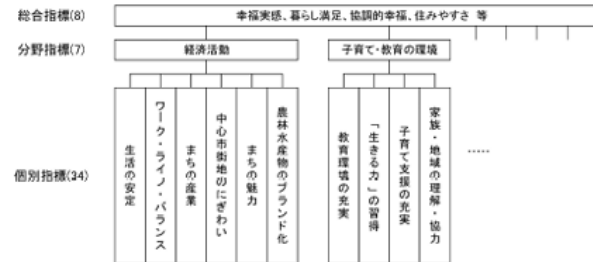 総合指標(8)
幸福実感、暮らし満足、協調的幸福、住みやすさ 等
分野指標(7)
経済活動
子育て・教育の環境
個別指標(34)
生活の安定
ワーク・ライノ・バランス
まちの産業
中心市街地のにぎわい
まちの魅力
農林水産物のブランド化
教育環境の充実
「生きる力」の習得
子育て支援の充実
家族・地域の理解・協力
……